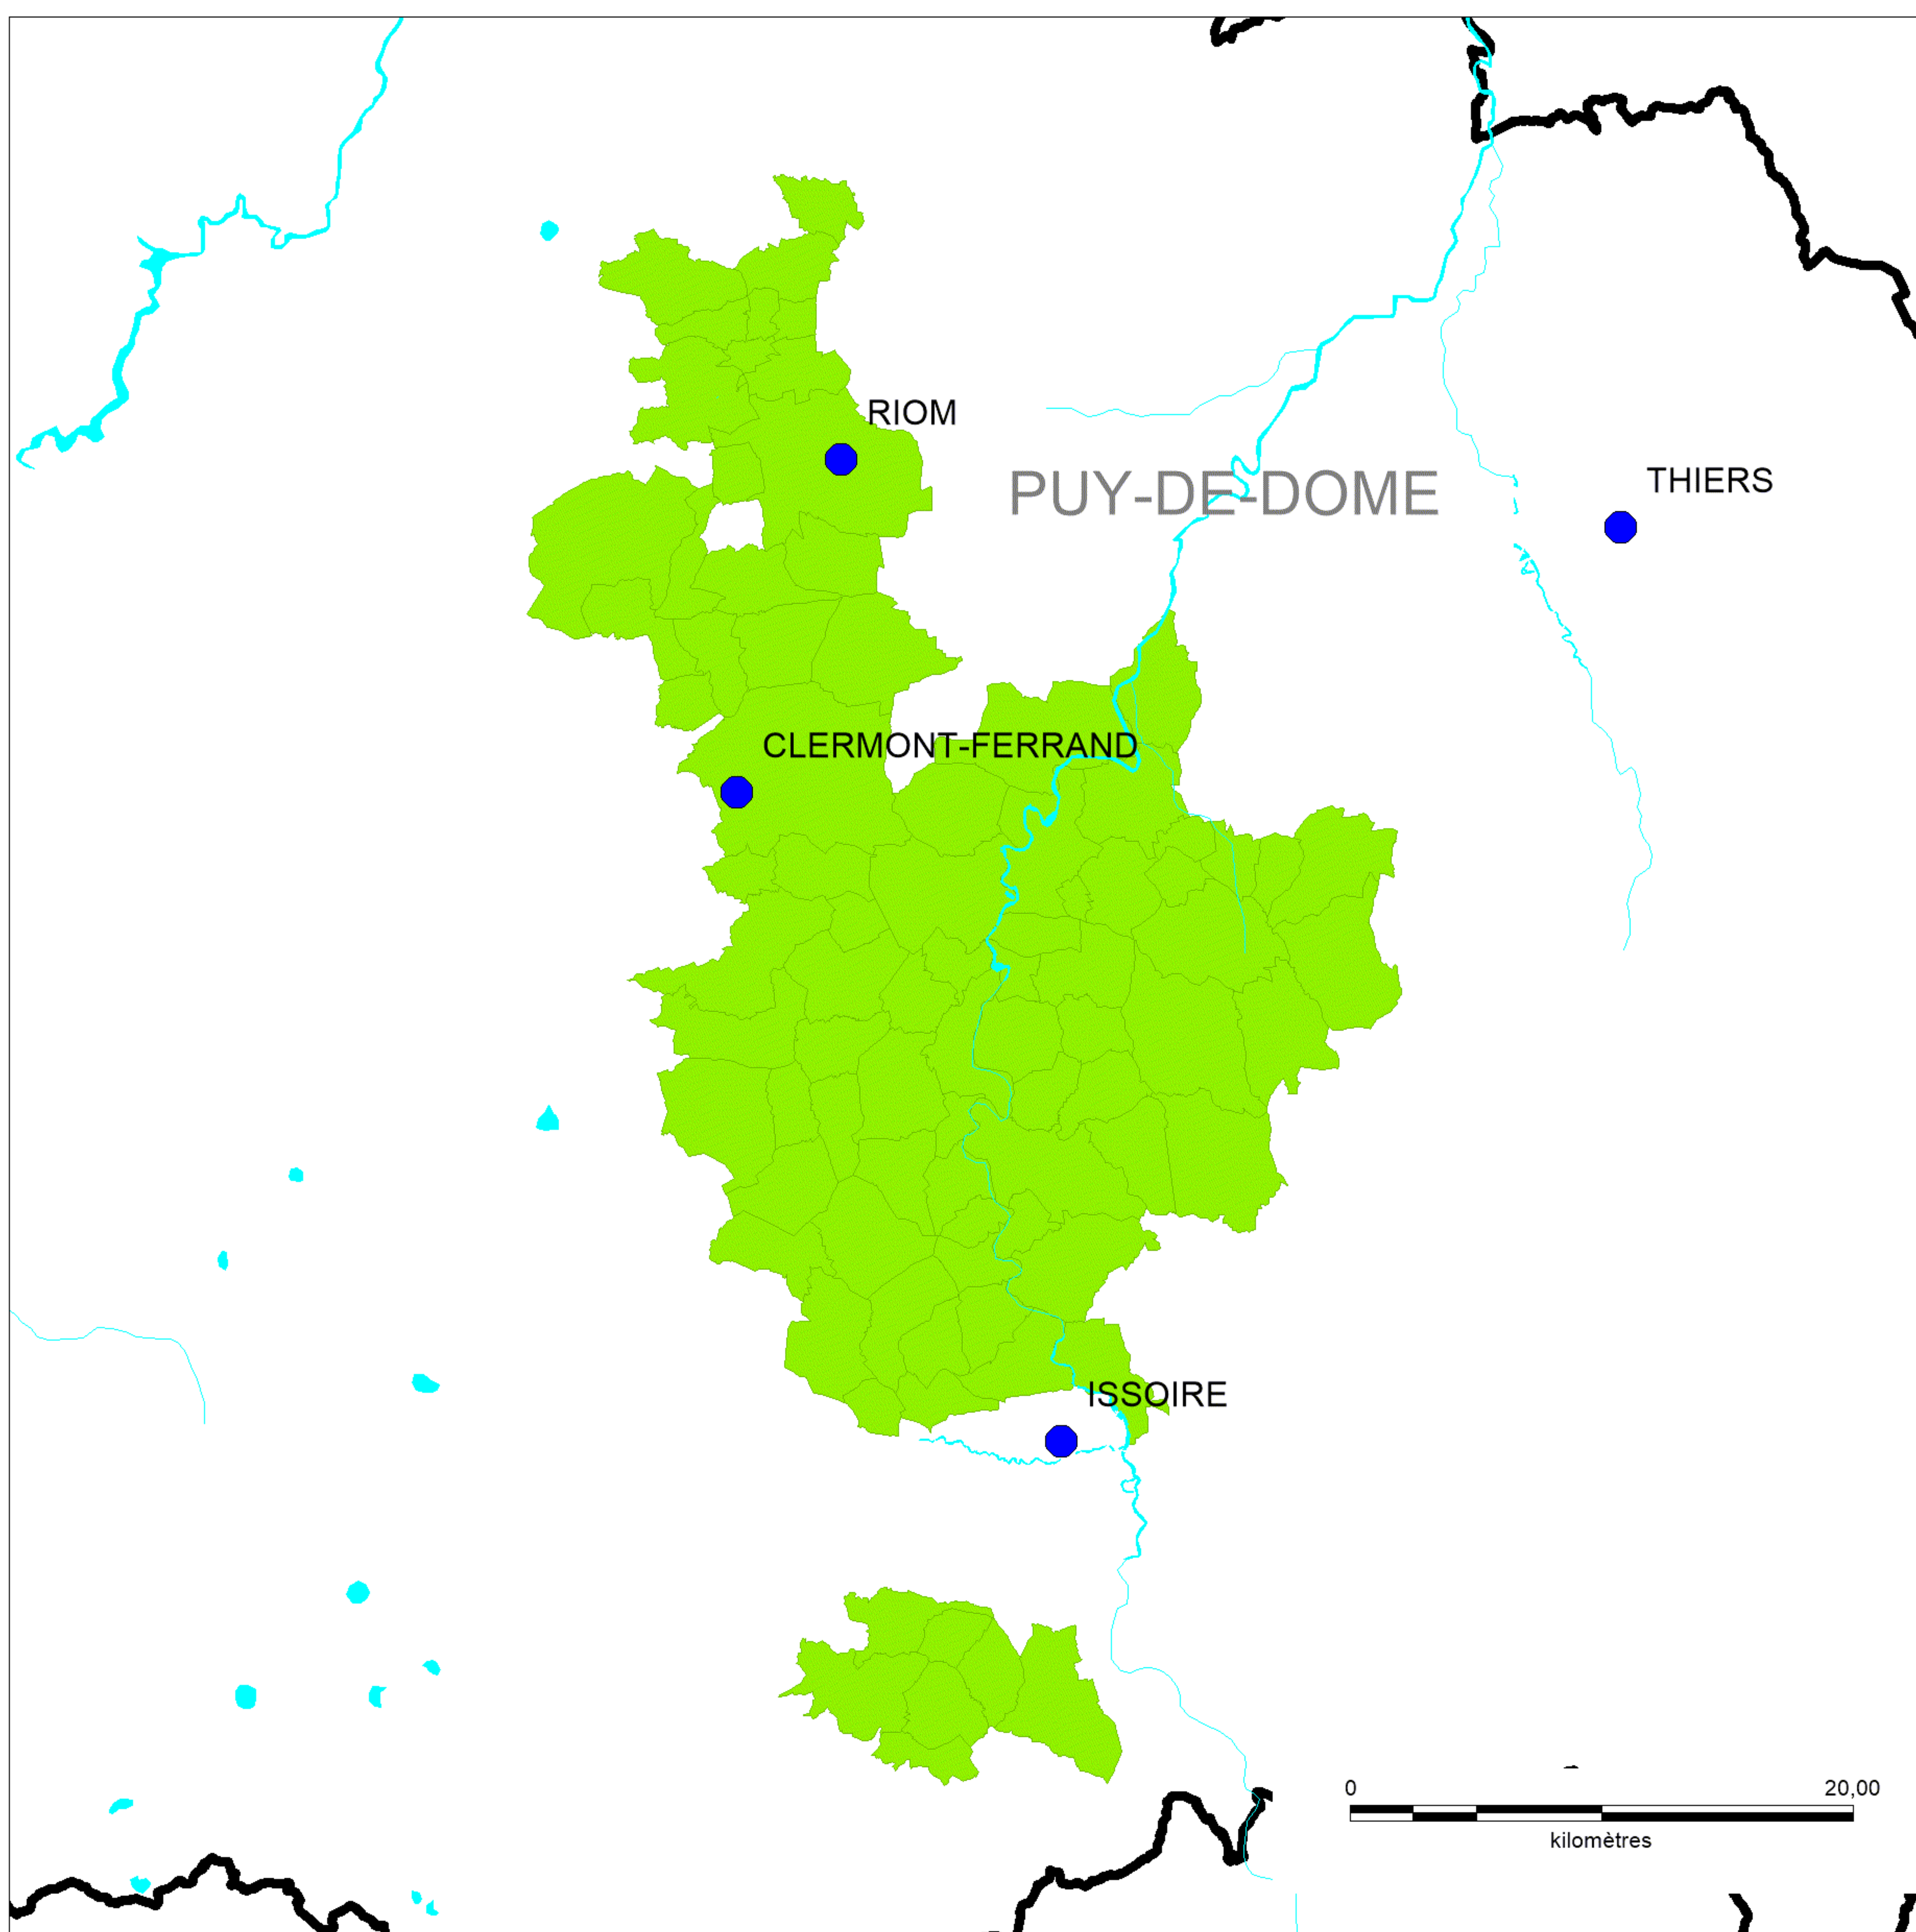 RIOM
PUY-DE-DOME
THIERS
CLERMONT-FERRAND
ISSOIRE
0 20,00
kilomètres